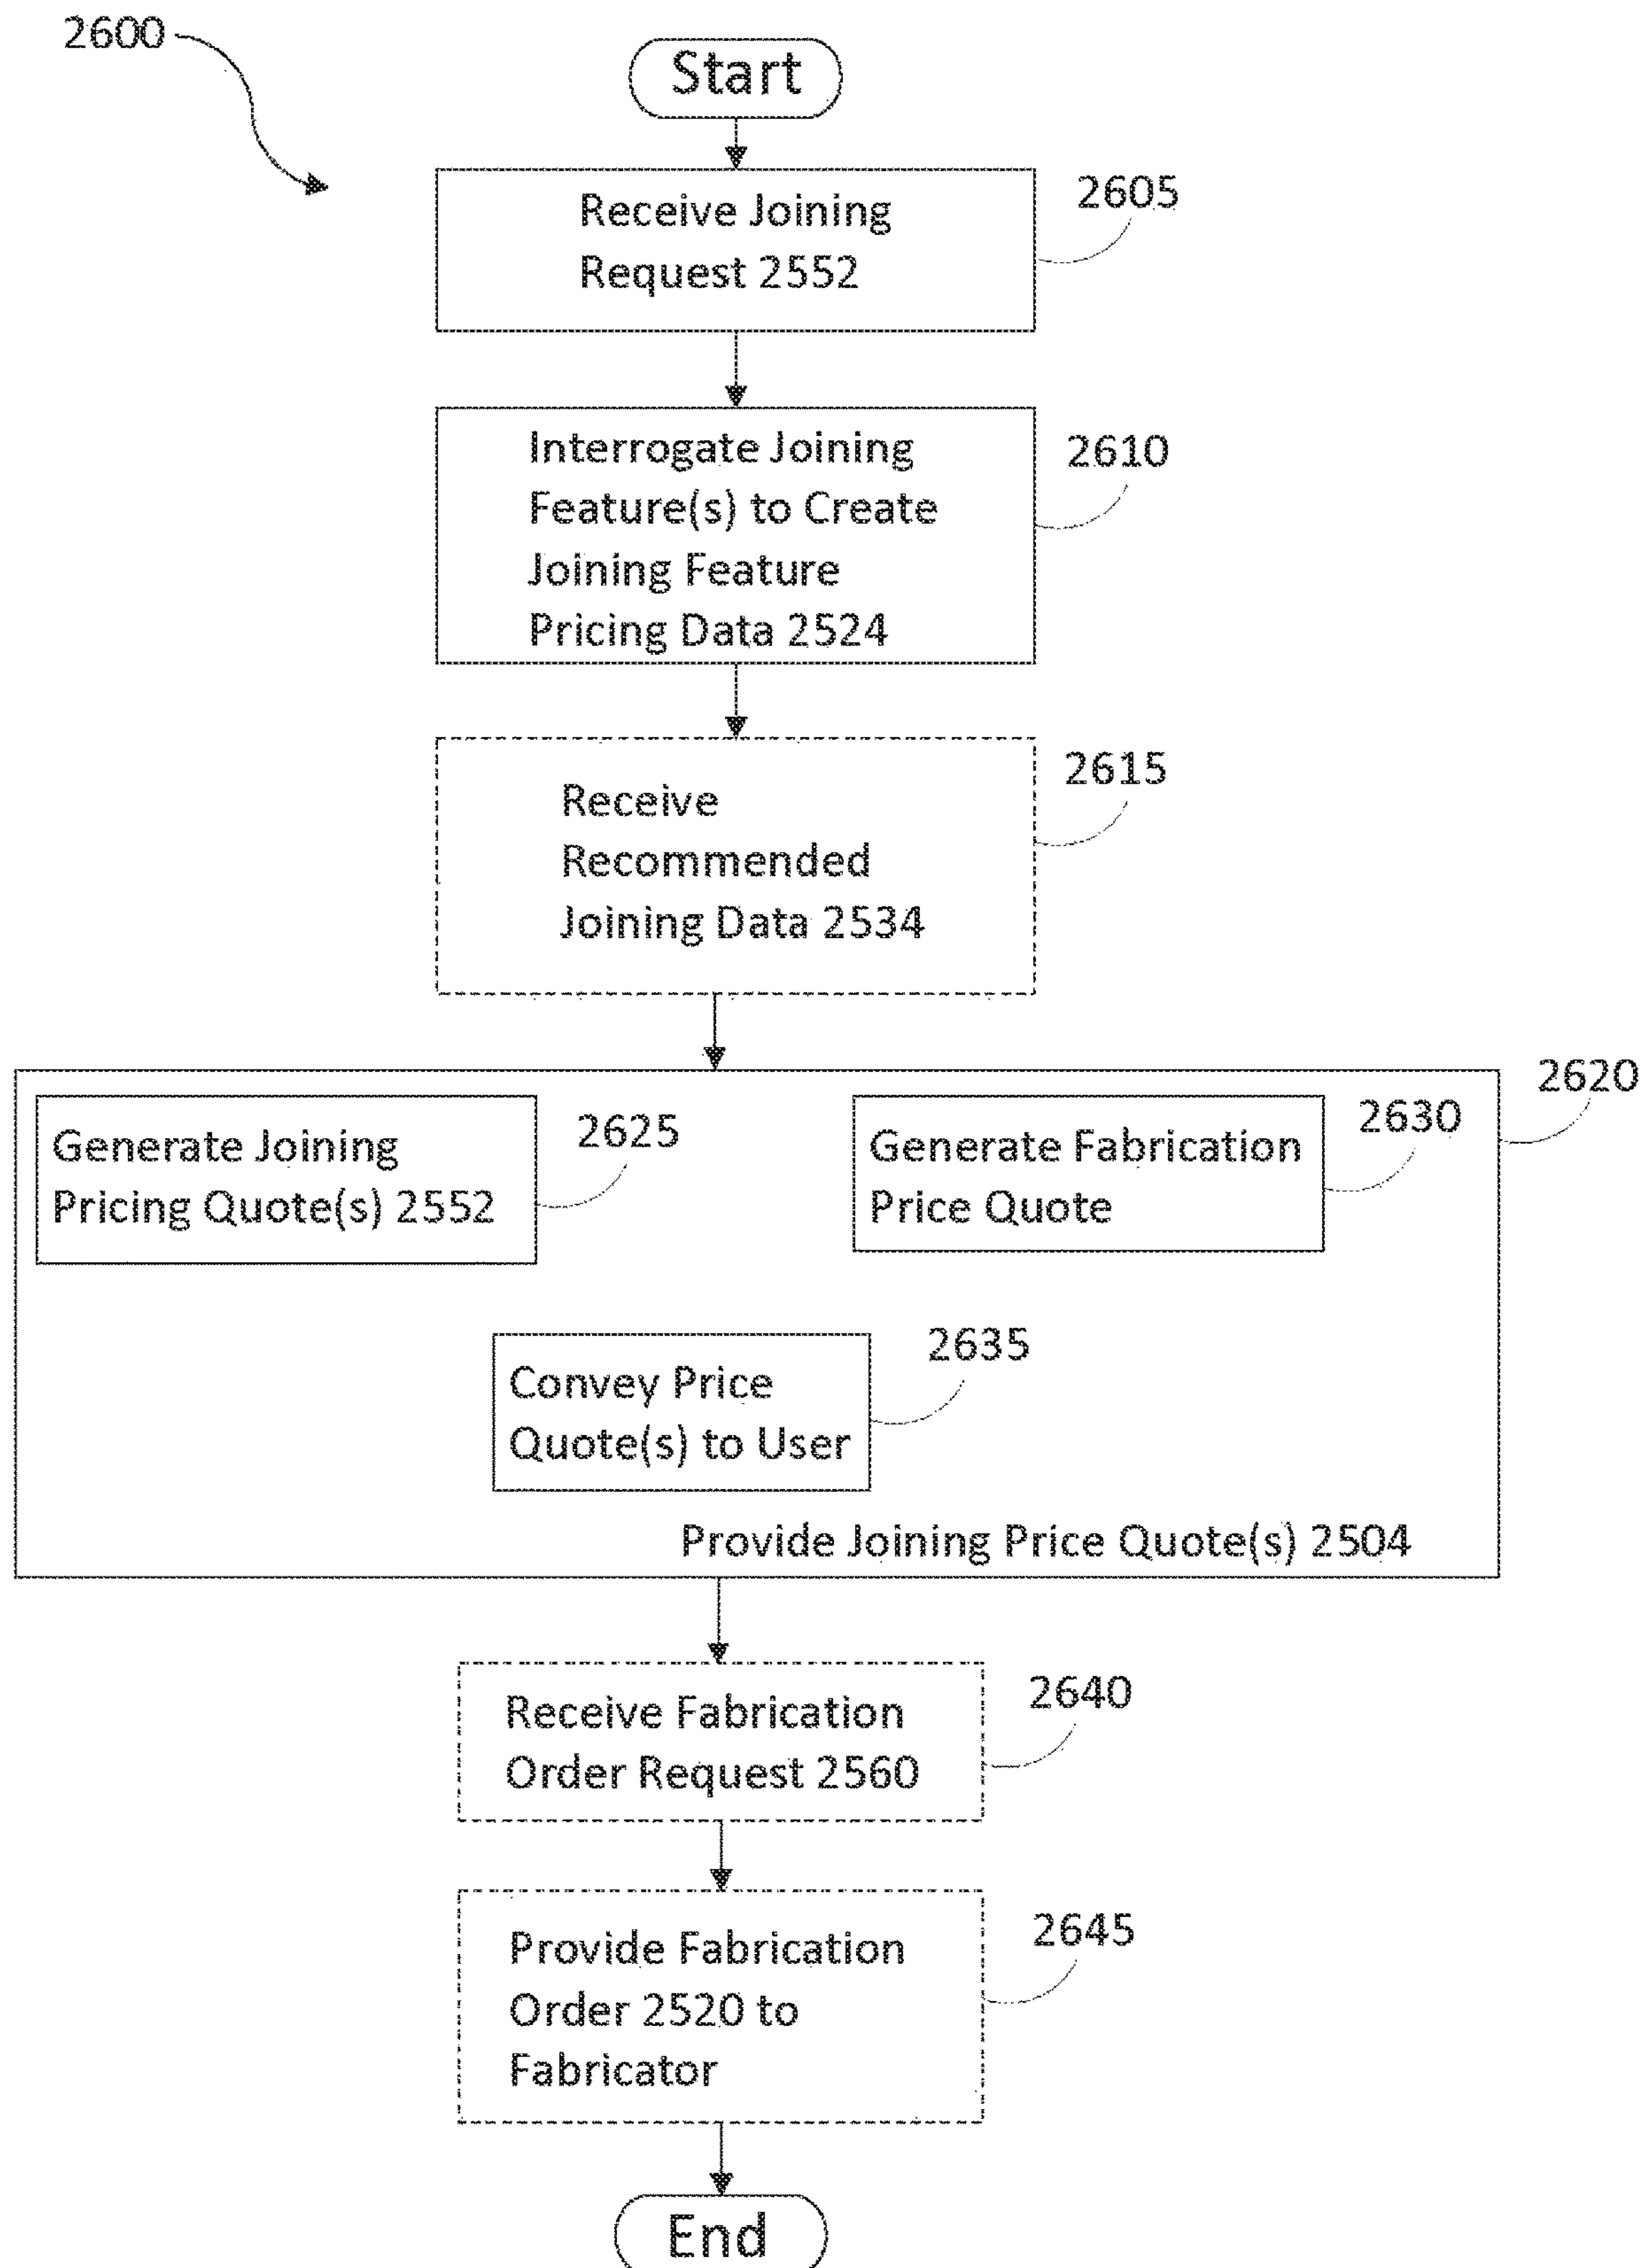 2600
Start
Receive Joining
Request 2552
2605
Interrogate Joining
Feature(s) to Create
Joining Feature
Pricing Data 2524
2610
Receive
Recommended
Joining Data 2534
2615
2620
Generate Joining
Pricing Quote(s) 2552
2625
Generate Fabrication
Price Quote
2630
Convey Price
Quote(s) to User
2635
Provide Joining Price Quote(s) 2504
Receive Fabrication
Order Request 2560
2640
Provide Fabrication
Order 2520 to
Fabricator
2645
End